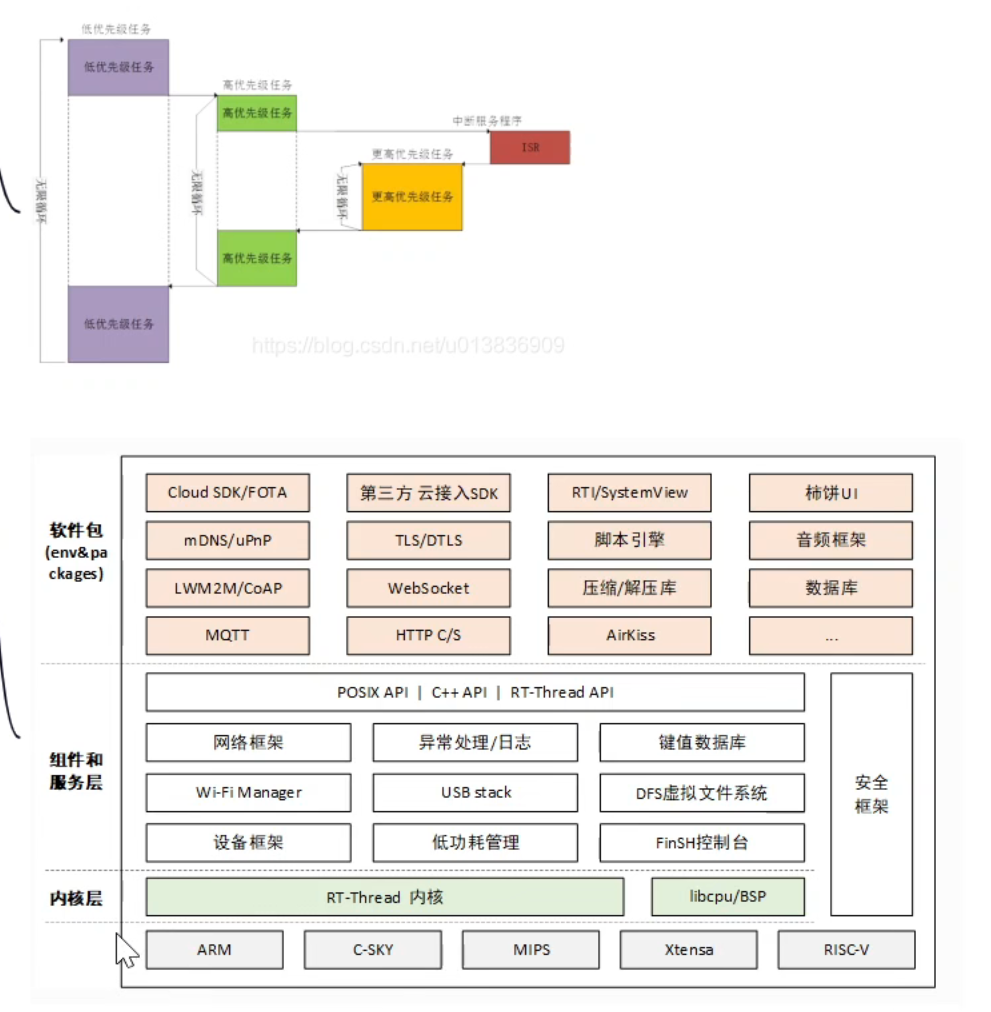 低优先级任务
低优先级任务
高优先级任务
高优先级任务
中断服务程序
ISR
更高优先级任务
更高优先级任务
无限循环
无限循环
无限循环
高优先级任务
低优先级任务
https://blog.csdn.net/u013836909
软件包
(env&pa
ckages)
Cloud SDK/FOTA
第三方 云接入SDK
RTI/SystemView
柿饼UI
mDNS/uPnP
TLS/DTLS
脚本引擎
音频框架
LWM2M/CoAP
WebSocket
压缩/解压库
数据库
MQTT
HTTP C/S
AirKiss
...
组件和
服务层
POSIX API | C++ API | RT-Thread API
网络框架
异常处理/日志
键值数据库
Wi-Fi Manager
USB stack
DFS虚拟文件系统
设备框架
低功耗管理
FinSH控制台
安全
框架
内核层
RT-Thread 内核
libcpu/BSP
ARM
C-SKY
MIPS
Xtensa
RISC-V